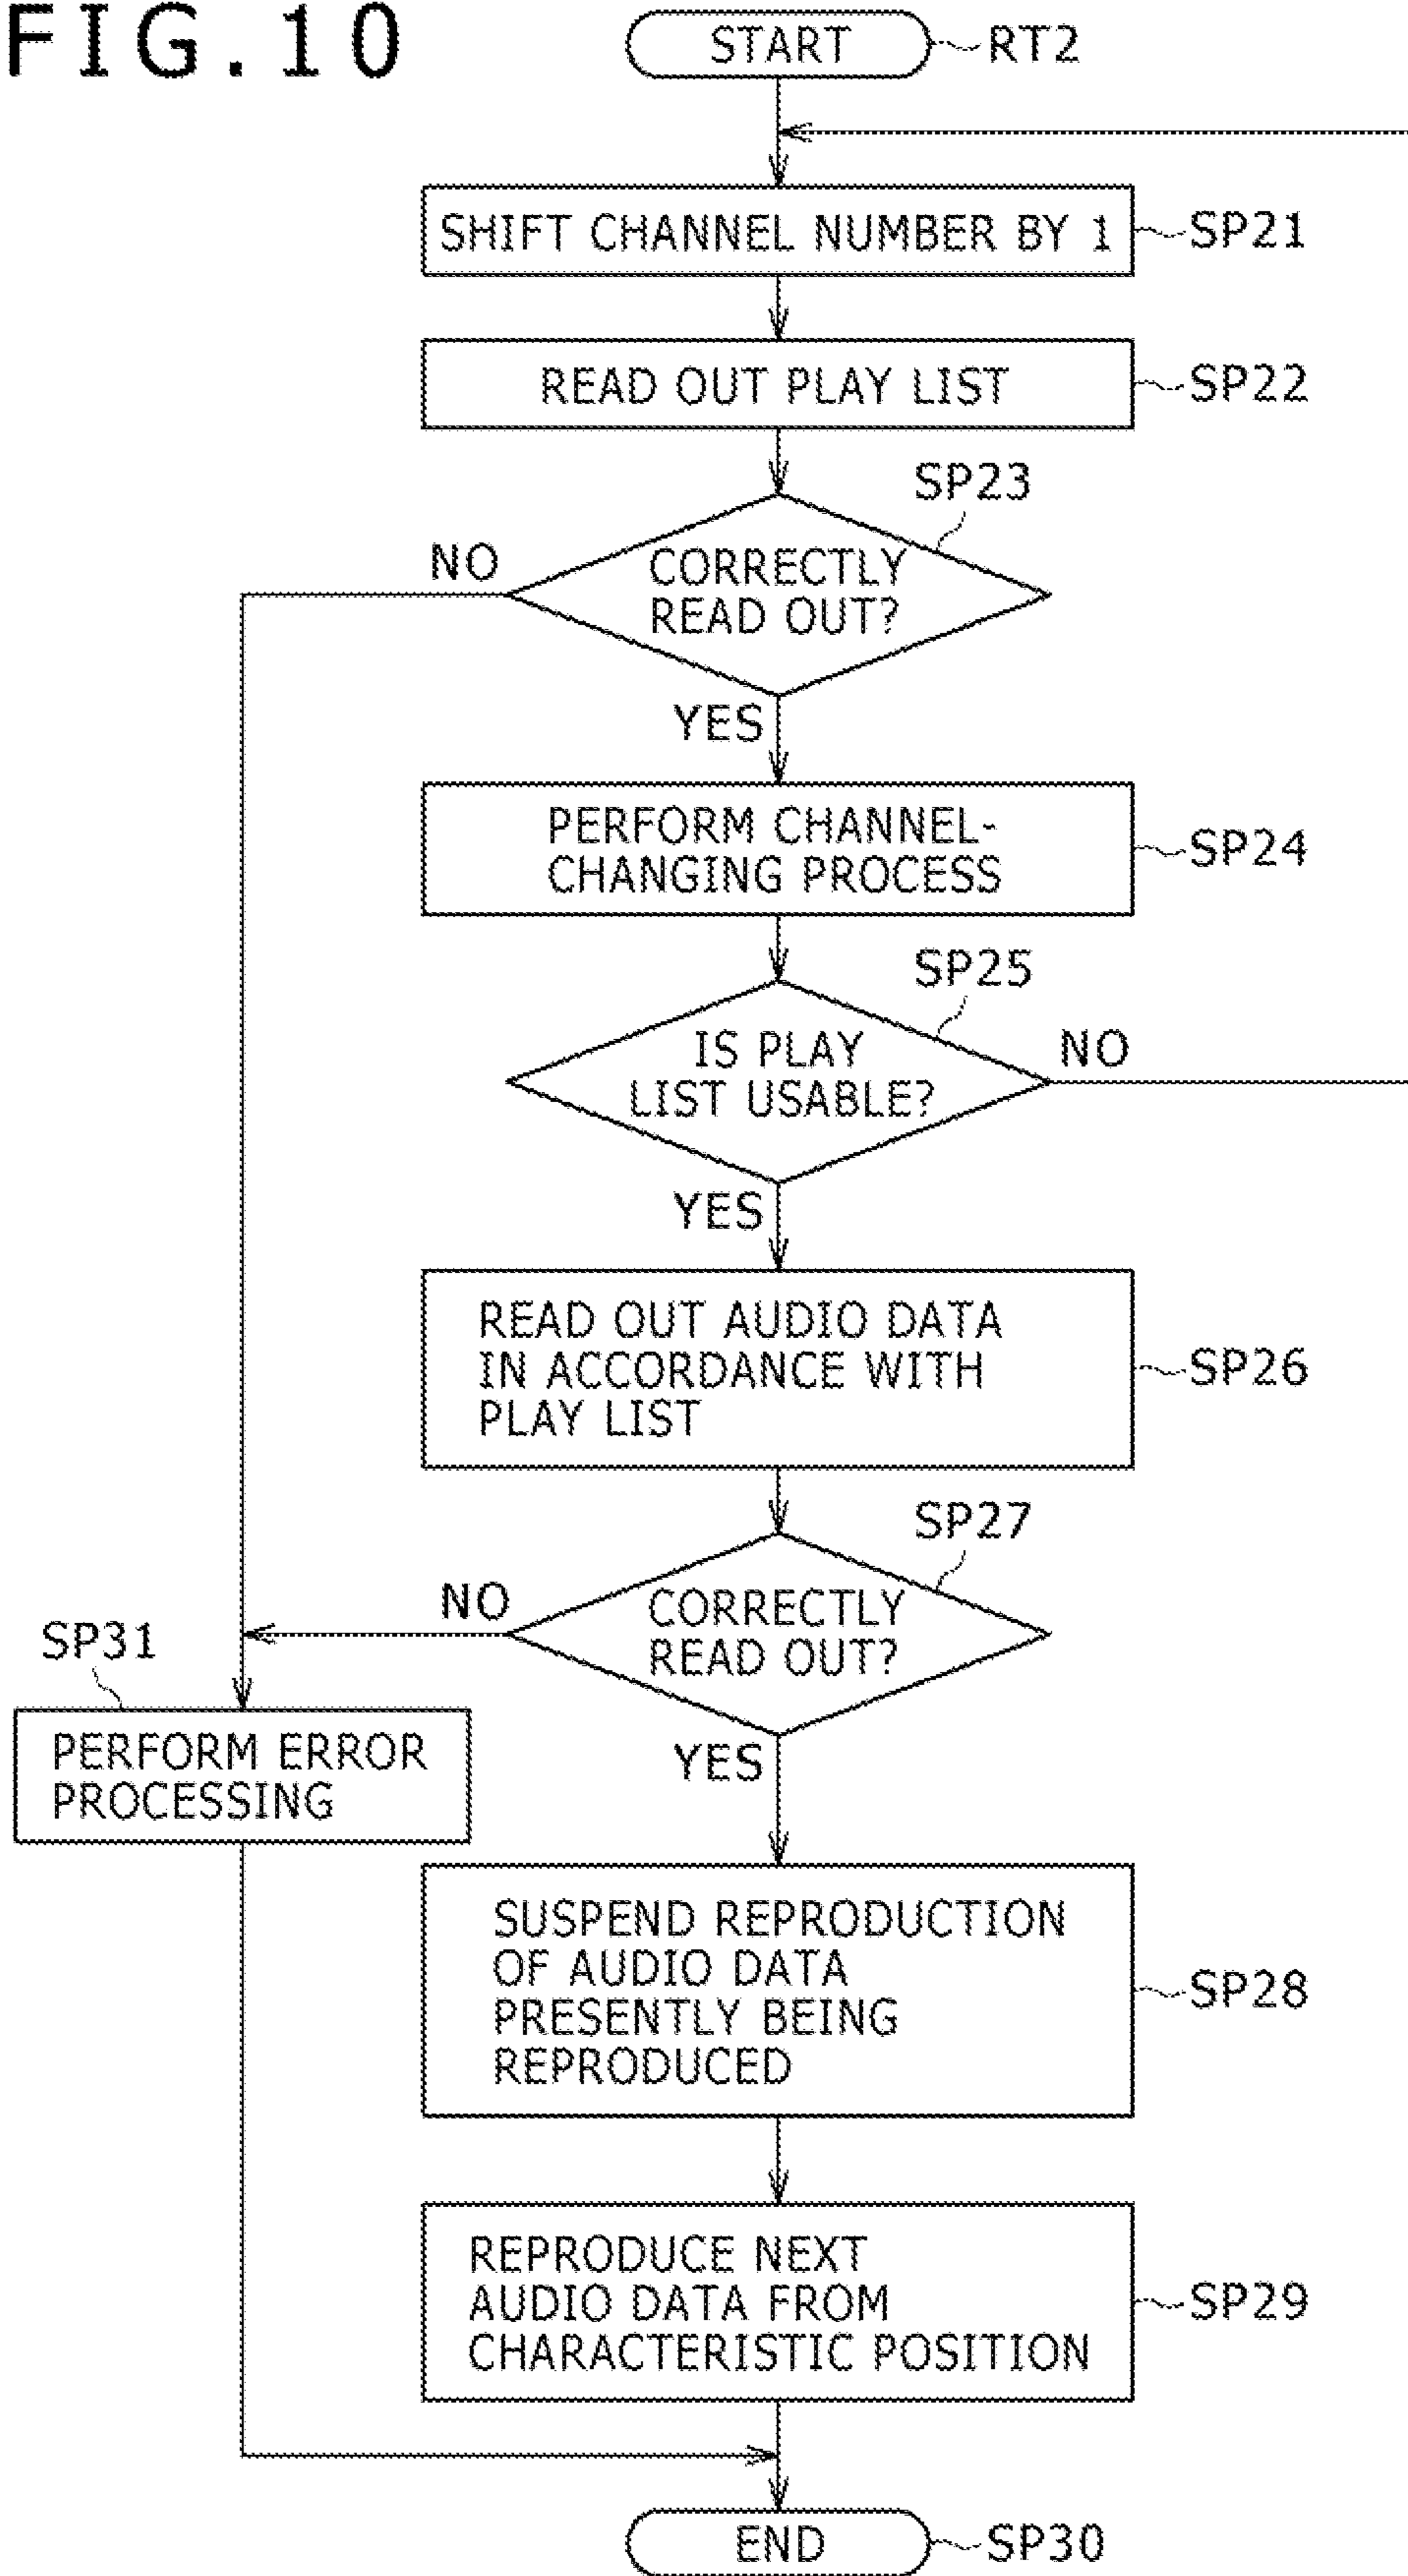 FIG.10
START
RT2
SHIFT CHANNEL NUMBER BY 1
SP21
READ OUT PLAY LIST
SP22
SP23
NO
CORRECTLY
READ OUT?
YES
PERFORM CHANNEL-
CHANGING PROCESS
SP24
SP25
IS PLAY
LIST USABLE?
NO
YES
READ OUT AUDIO DATA
IN ACCORDANCE WITH
PLAY LIST
SP26
SP27
NO
CORRECTLY
READ OUT?
SP31
PERFORM ERROR
PROCESSING
YES
SUSPEND REPRODUCTION
OF AUDIO DATA
PRESENTLY BEING
REPRODUCED
SP28
REPRODUCE NEXT
AUDIO DATA FROM
CHARACTERISTIC POSITION
SP29
END
SP30